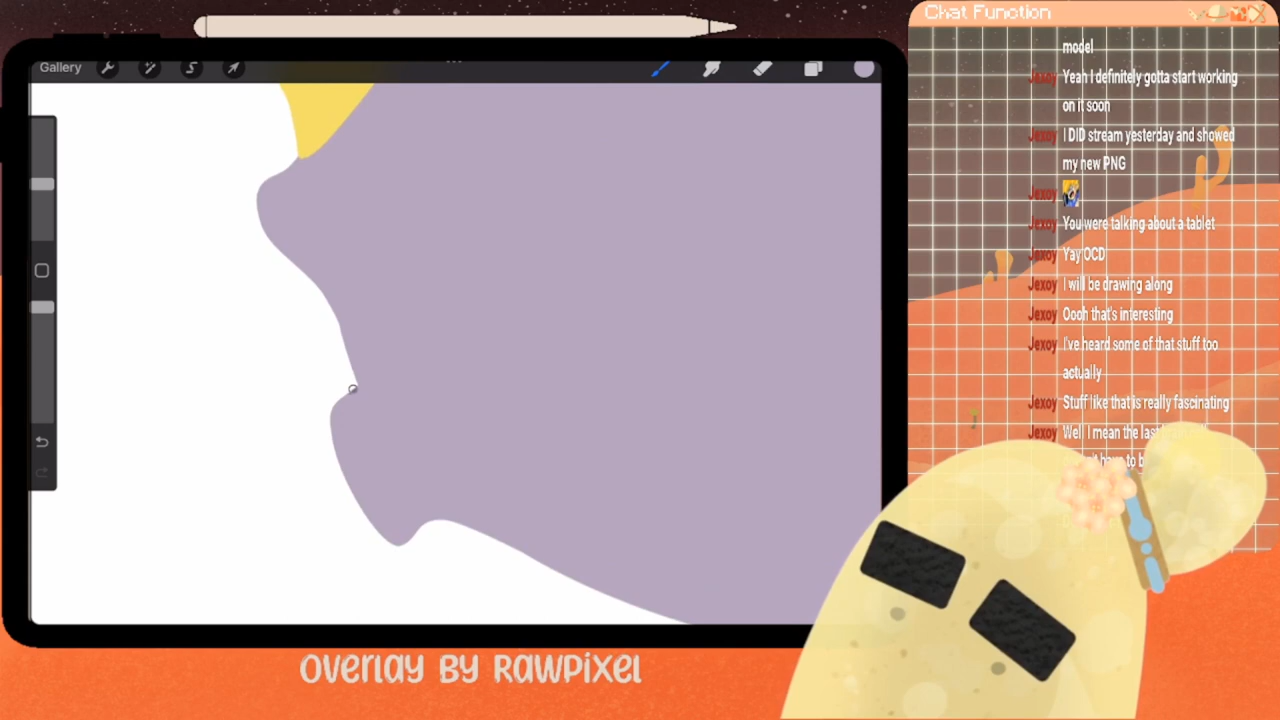 Chat Function
Gallery
model
Jexoy Yeah I definitely gotta start working
on it soon
Jexoy I DID stream yesterday and showed
my new PNG
Jexoy
Jexoy You were talking about a tablet
Jexoy Yay OCD
Jexoy I will be drawing along
Jexoy Oooh that's interesting
Jexoy I've heard some of that stuff too
actually
Jexoy Stuff like that is really fascinating
Jexoy Well I mean the last
to b
OVERLAY BY RAWPIXEL